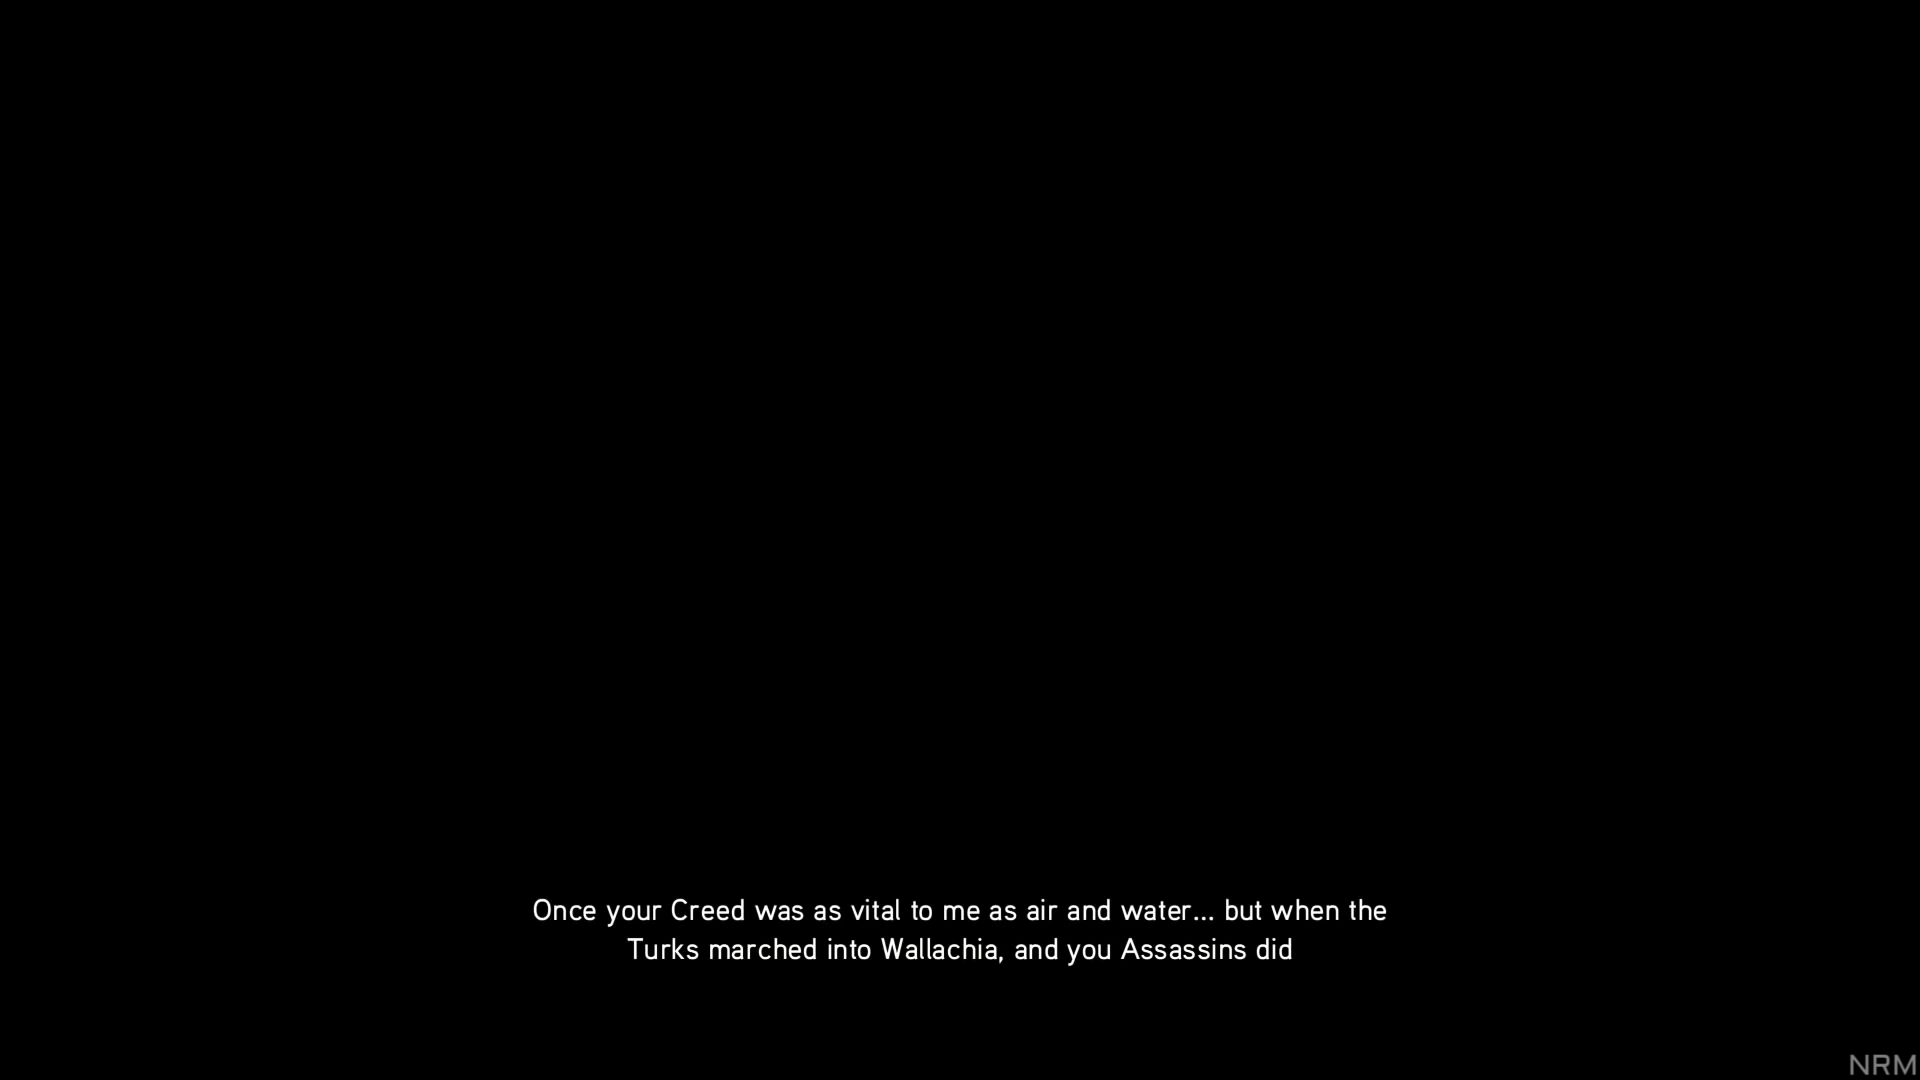 Once your Creed was as vital to me as air and water... but when the
Turks marched into Wallachia, and you Assassins did
NRM